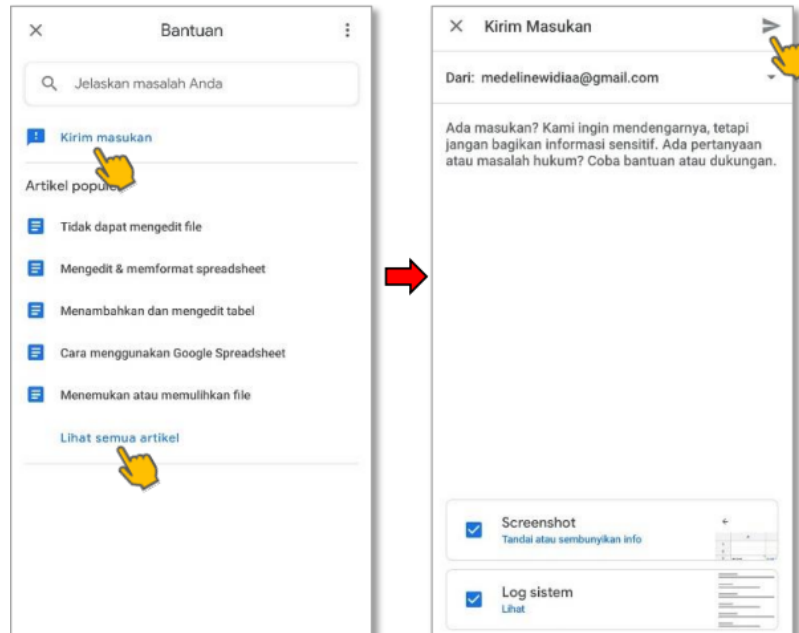 Bantuan
Jelaskan masalah Anda
Kirim masukan
Artikel populer
Tidak dapat mengedit file
Mengedit & memformat spreadsheet
Menambahkan dan mengedit tabel
Cara menggunakan Google Spreadsheet
Menemukan atau memulihkan file
Lihat semua artikel
Kirim Masukan
Dari: medelinewidiaa@gmail.com
Ada masukan? Kami ingin mendengarnya, tetapi
jangan bagikan informasi sensitif. Ada pertanyaan
atau masalah hukum? Coba bantuan atau dukungan.
Screenshot
Tandai atau sembunyikan info
Log sistem
Lihat